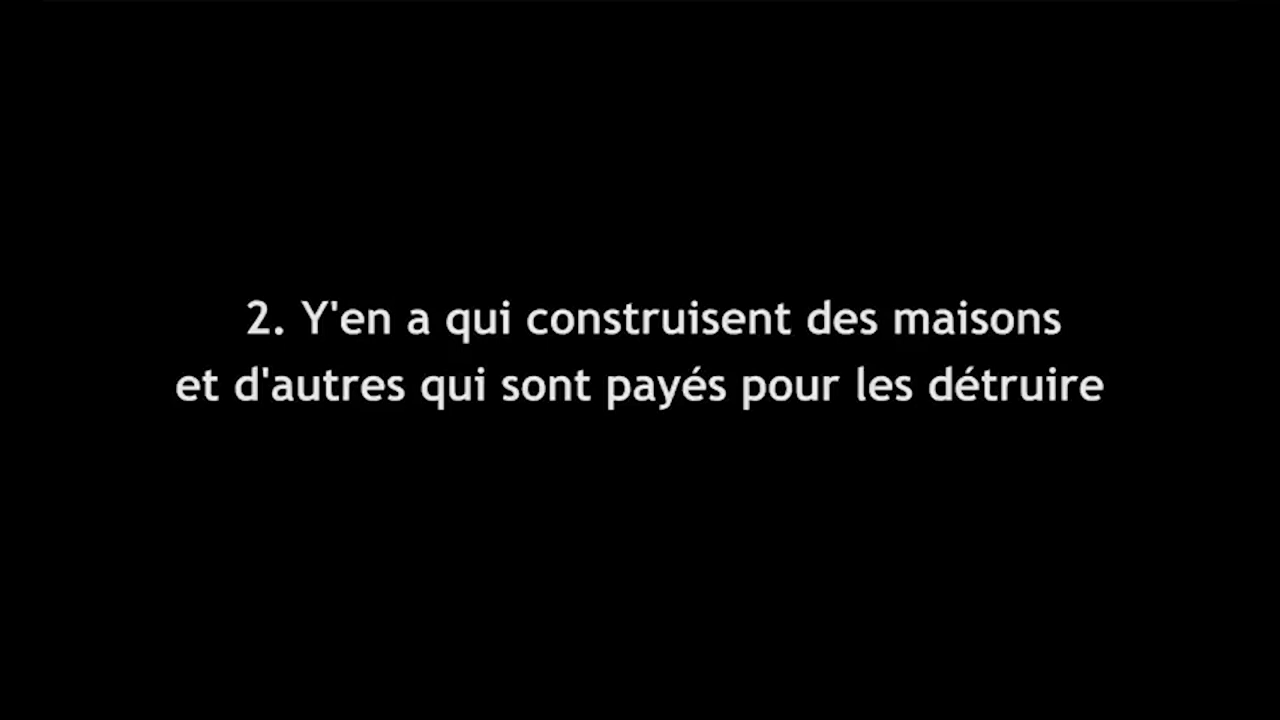 2. Y'en a qui construisent des maisons
et d'autres qui sont payés pour les détruire